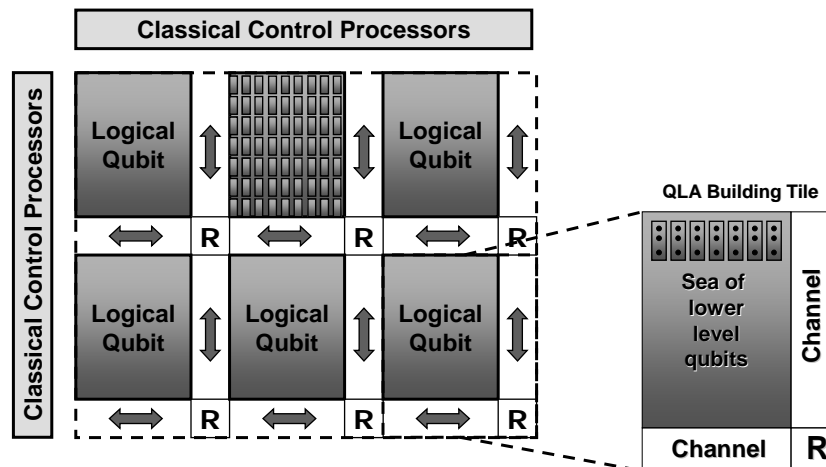 Classical Control Processors
Classical Control Processors
Logical
Qubit
Logical
Qubit
R
R
R
Logical
Qubit
Logical
Qubit
Logical
Qubit
R
R
R
QLA Building Tile
Sea of
lower
level
qubits
Channel
Channel
R